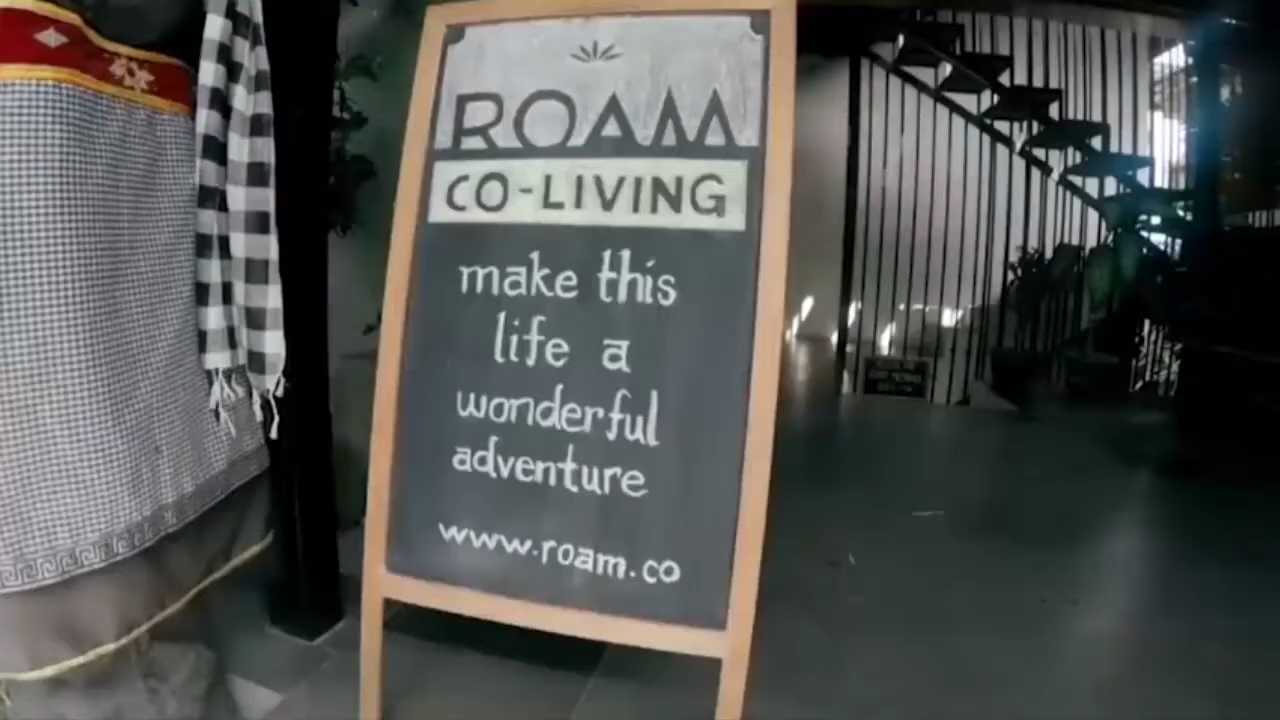 ROAM
CO-LIVING
make this
life a
wonderful
adventure
www.roam.co